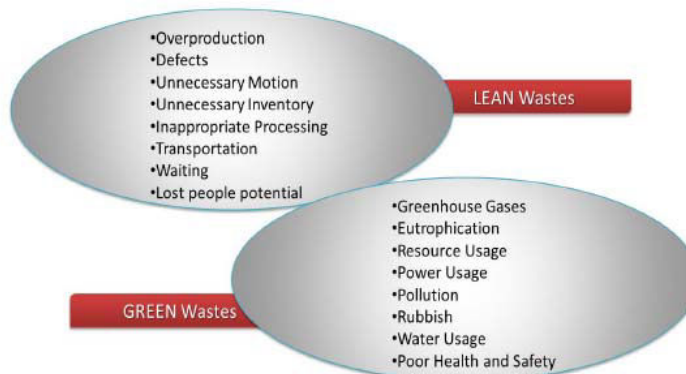 •Overproduction
•Defects
•Unnecessary Motion
•Unnecessary Inventory
•Inappropriate Processing
•Transportation
•Waiting
•Lost people potential
LEAN Wastes
•Greenhouse Gases
•Eutrophication
•Resource Usage
•Power Usage
•Pollution
•Rubbish
•Water Usage
•Poor Health and Safety
GREEN Wastes